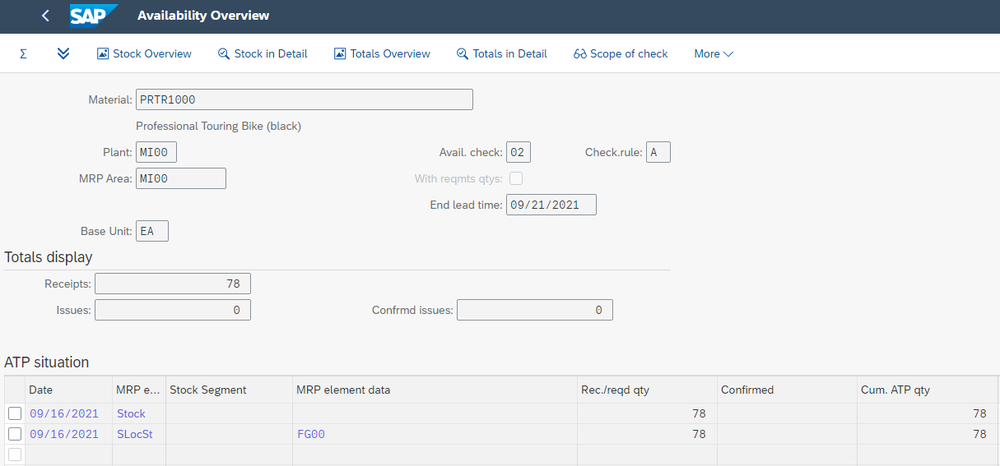 SAP Availability Overview
Σ Stock Overview Stock in Detail Totals Overview Totals in Detail Scope of check More
Material: PRTR1000
Professional Touring Bike (black)
Plant: MI00 Avail. check: 02 Check.rule: A
MRP Area: MI00 With reqmts qtys:
End lead time: 09/21/2021
Base Unit: EA
Totals display
Receipts: 78
Issues: 0 Confrmd issues: 0
ATP situation
Date MRP e... Stock Segment MRP element data Rec./reqd qty Confirmed Cum. ATP qty
09/16/2021 Stock 78 78
09/16/2021 SLocSt FG00 78 78